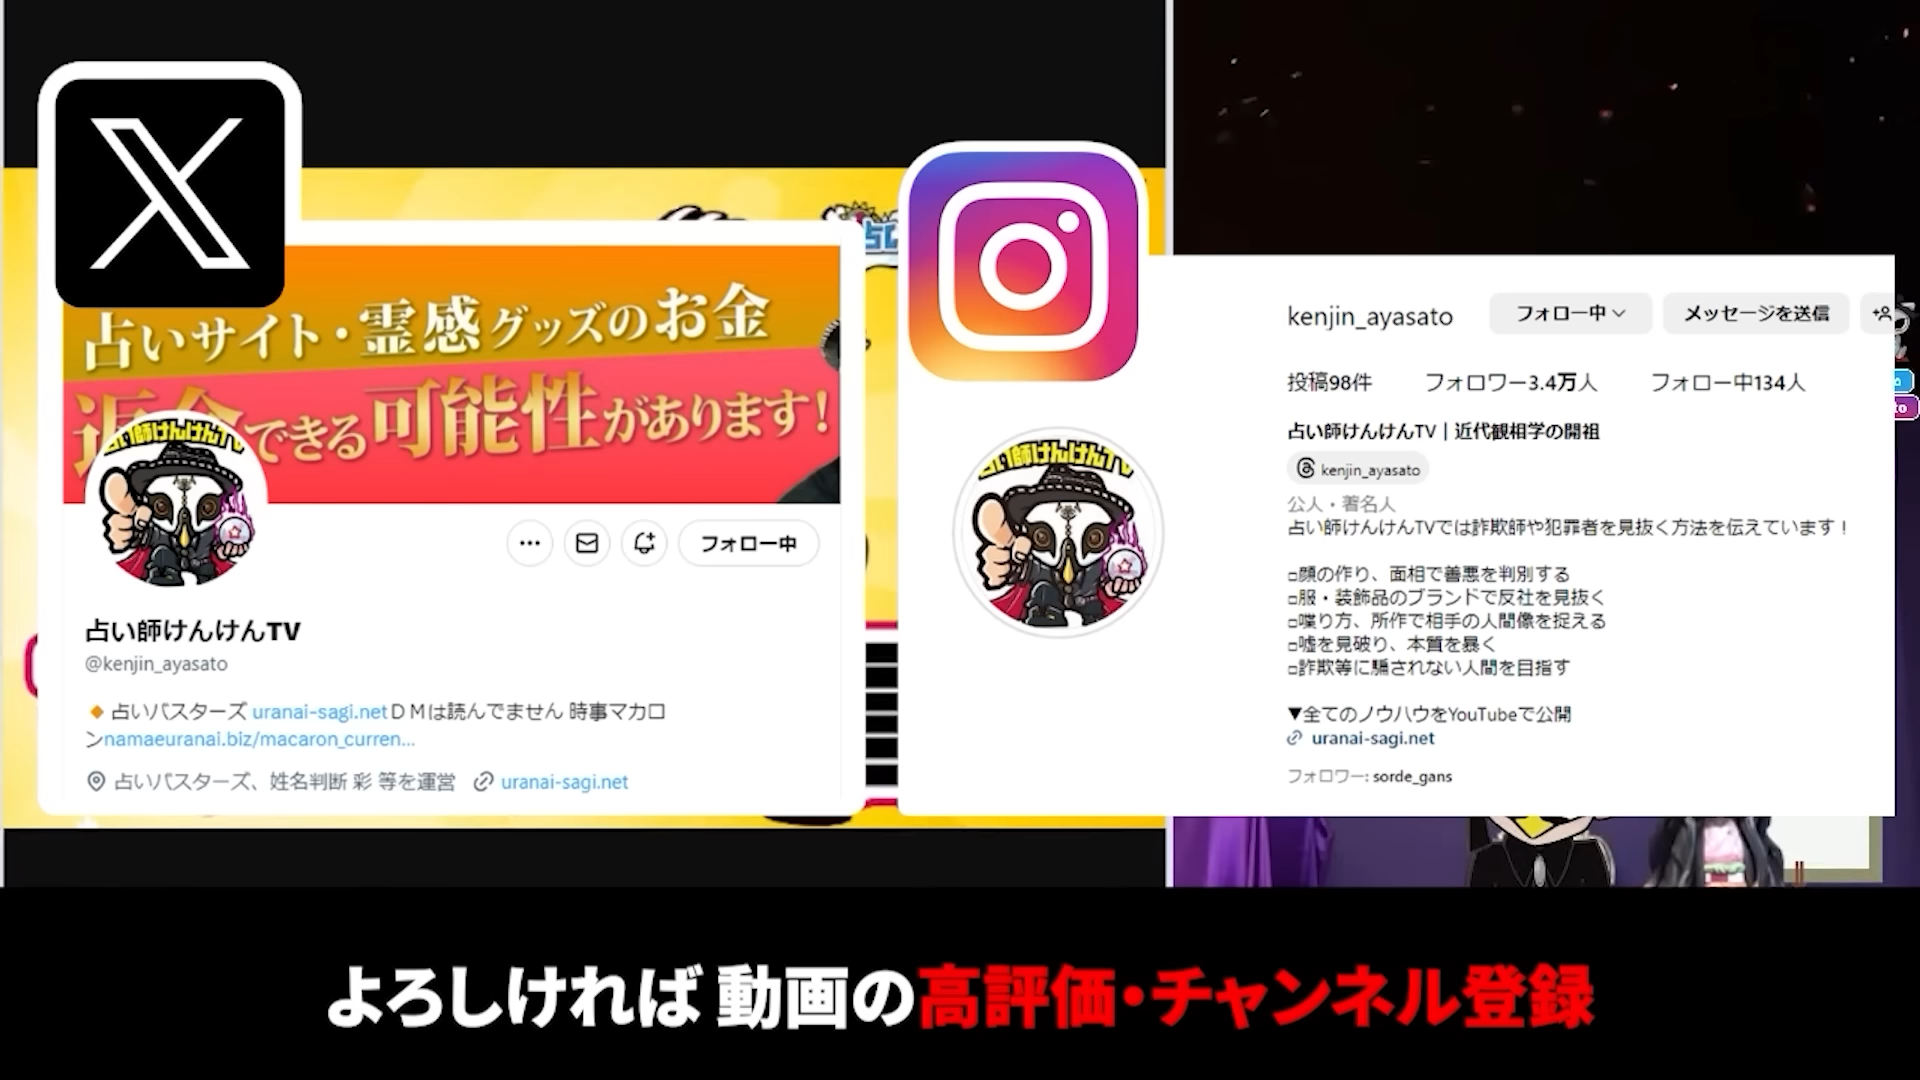 占いサイト・霊感グッズのお金
返金できる可能性があります!
占い師けんけんTV
フォロー中
占い師けんけんTV
@kenjin_ayasato
🔸占いバスターズ uranai-sagi.netＤＭは読んでません 時事マカロ
ンnamaeuranai.biz/macaron_curren...
占いバスターズ、姓名判断 彩 等を運営 uranai-sagi.net
kenjin_ayasato フォロー中 メッセージを送信
投稿98件 フォロワー3.4万人 フォロー中134人
占い師けんけんTV
占い師けんけんTV | 近代観相学の開祖
kenjin_ayasato
公人・著名人
占い師けんけんTVでは詐欺師や犯罪者を見抜く方法を伝えています！
□顔の作り、面相で善悪を判別する
□服・装飾品のブランドで反社を見抜く
□喋り方、所作で相手の人間像を捉える
□嘘を見破り、本質を暴く
□詐欺等に騙されない人間を目指す
▼全てのノウハウをYouTubeで公開
uranai-sagi.net
フォロワー: sorde_gans
よろしければ 動画の高評価・チャンネル登録